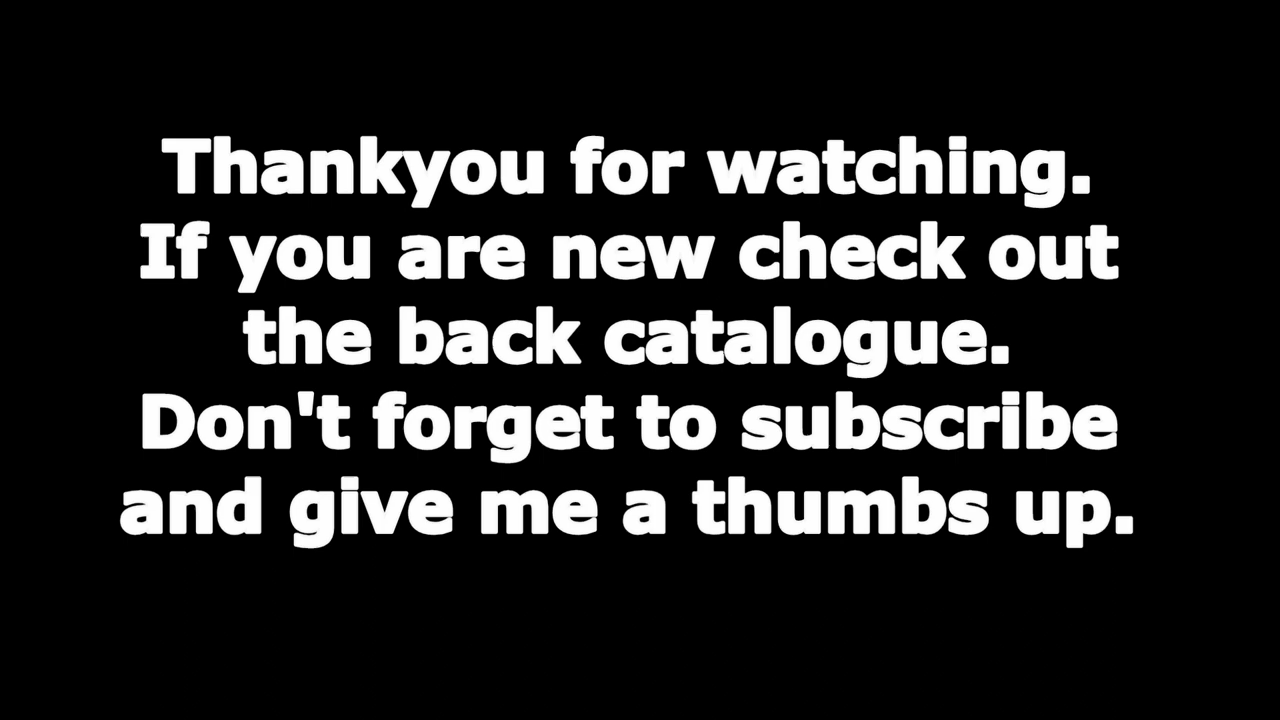 Thankyou for watching.
If you are new check out
the back catalogue.
Don't forget to subscribe
and give me a thumbs up.